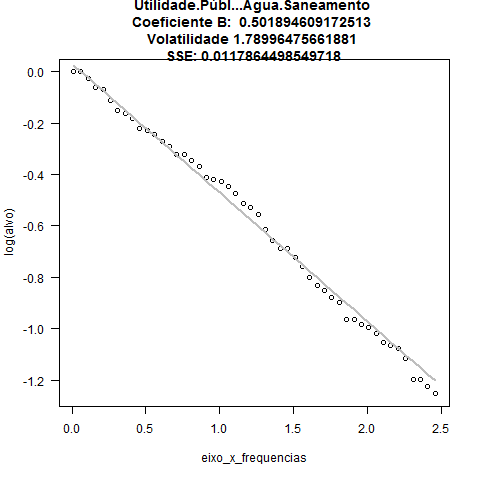 Utilidade.Públ...Água.Saneamento
Coeficiente B: 0.501894609172513
Volatilidade 1.78996475661881
SSE: 0.0117864498549718
0.0
-0.2
-0.4
-0.6
-0.8
-1.0
-1.2
log(alvo)
0.0 0.5 1.0 1.5 2.0 2.5
eixo_x_frequencias